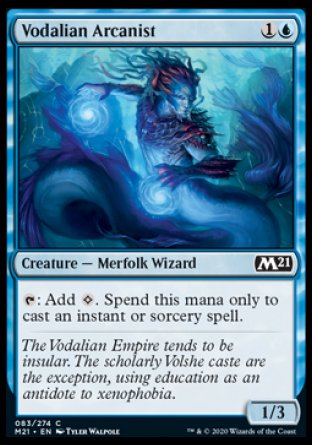 Vodalian Arcanist 1
Creature — Merfolk Wizard M21
: Add . Spend this mana only to
cast an instant or sorcery spell.
The Vodalian Empire tends to be
insular. The scholarly Volshe caste are
the exception, using education as an
antidote to xenophobia.
1/3
083/274 C
M21 • EN TYLER WALPOLE ™ & © 2020 Wizards of the Coast